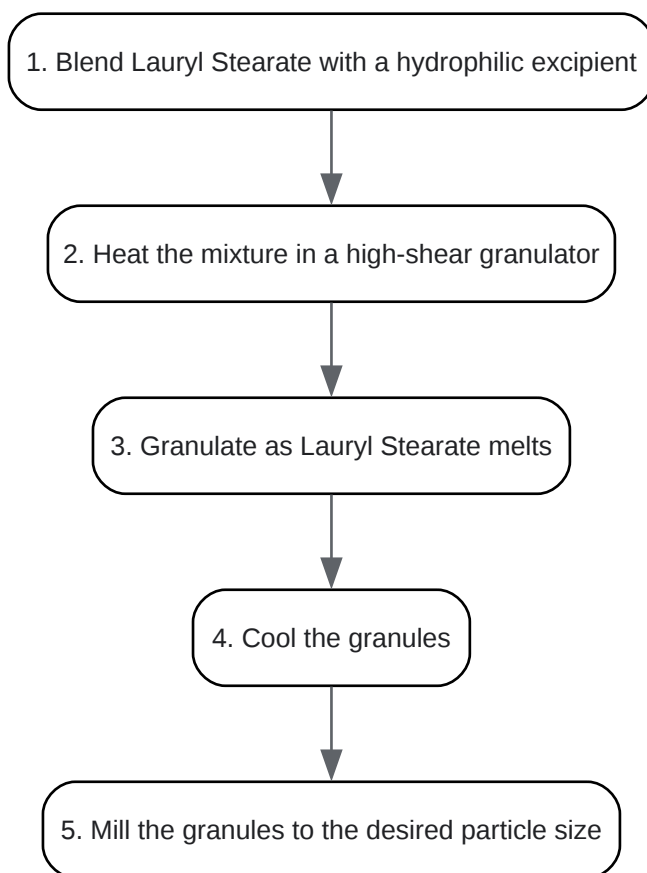 1. Blend Lauryl Stearate with a hydrophilic excipient
2. Heat the mixture in a high-shear granulator
3. Granulate as Lauryl Stearate melts
4. Cool the granules
5. Mill the granules to the desired particle size